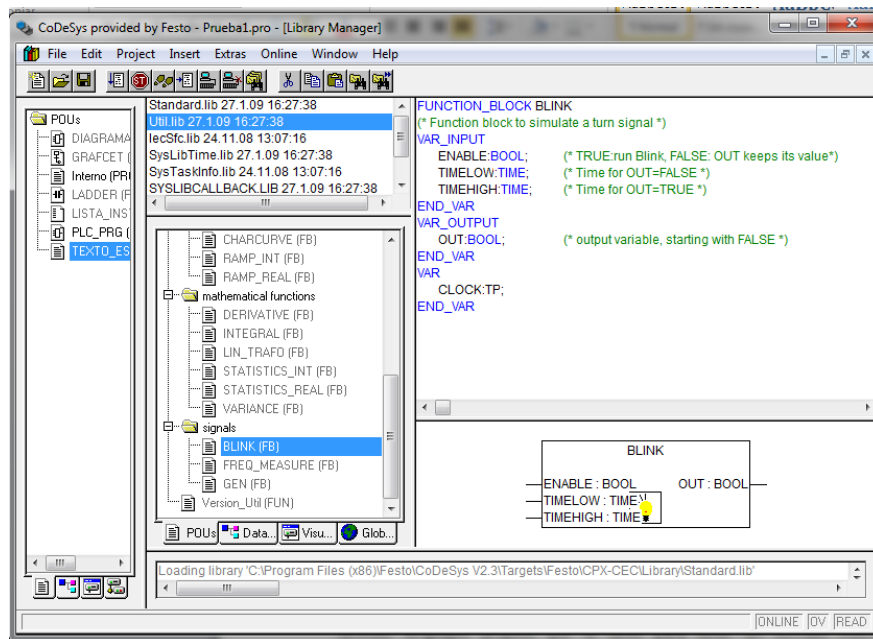 CoDeSys provided by Festo - Prueba1.pro - [Library Manager]
File Edit Project Insert Extras Online Window Help
POUs
DIAGRAMA
GRAFCET (
Interno (PR
LADDER (F
LISTA_INS
PLC_PRG (
TEXTO_ES
Standard.lib 27.1.09 16:27:38
Util.lib 27.1.09 16:27:38
IecSfc.lib 24.11.08 13:07:16
SysLibTime.lib 27.1.09 16:27:38
SysTaskInfo.lib 24.11.08 13:07:16
SYSLIBCALLBACK.LIB 27.1.09 16:27:38
CHARCURVE (FB)
RAMP_INT (FB)
RAMP_REAL (FB)
mathematical functions
DERIVATIVE (FB)
INTEGRAL (FB)
LIN_TRAFO (FB)
STATISTICS_INT (FB)
STATISTICS_REAL (FB)
VARIANCE (FB)
signals
BLINK (FB)
FREQ_MEASURE (FB)
GEN (FB)
Version_Util (FUN)
POUs Data... Visu... Glob...
FUNCTION_BLOCK BLINK
(* Function block to simulate a turn signal *)
VAR_INPUT
ENABLE:BOOL; (* TRUE:run Blink, FALSE: OUT keeps its value*)
TIMELOW:TIME; (* Time for OUT=FALSE *)
TIMEHIGH:TIME; (* Time for OUT=TRUE *)
END_VAR
VAR_OUTPUT
OUT:BOOL; (* output variable, starting with FALSE *)
END_VAR
VAR
CLOCK:TP;
END_VAR
BLINK
ENABLE : BOOL OUT : BOOL
TIMELOW : TIME
TIMEHIGH : TIME
Loading library 'C:\Program Files (x86)\Festo\CoDeSys V2.3\Targets\Festo\CPX-CEC\Library\Standard.lib'
ONLINE OV READ